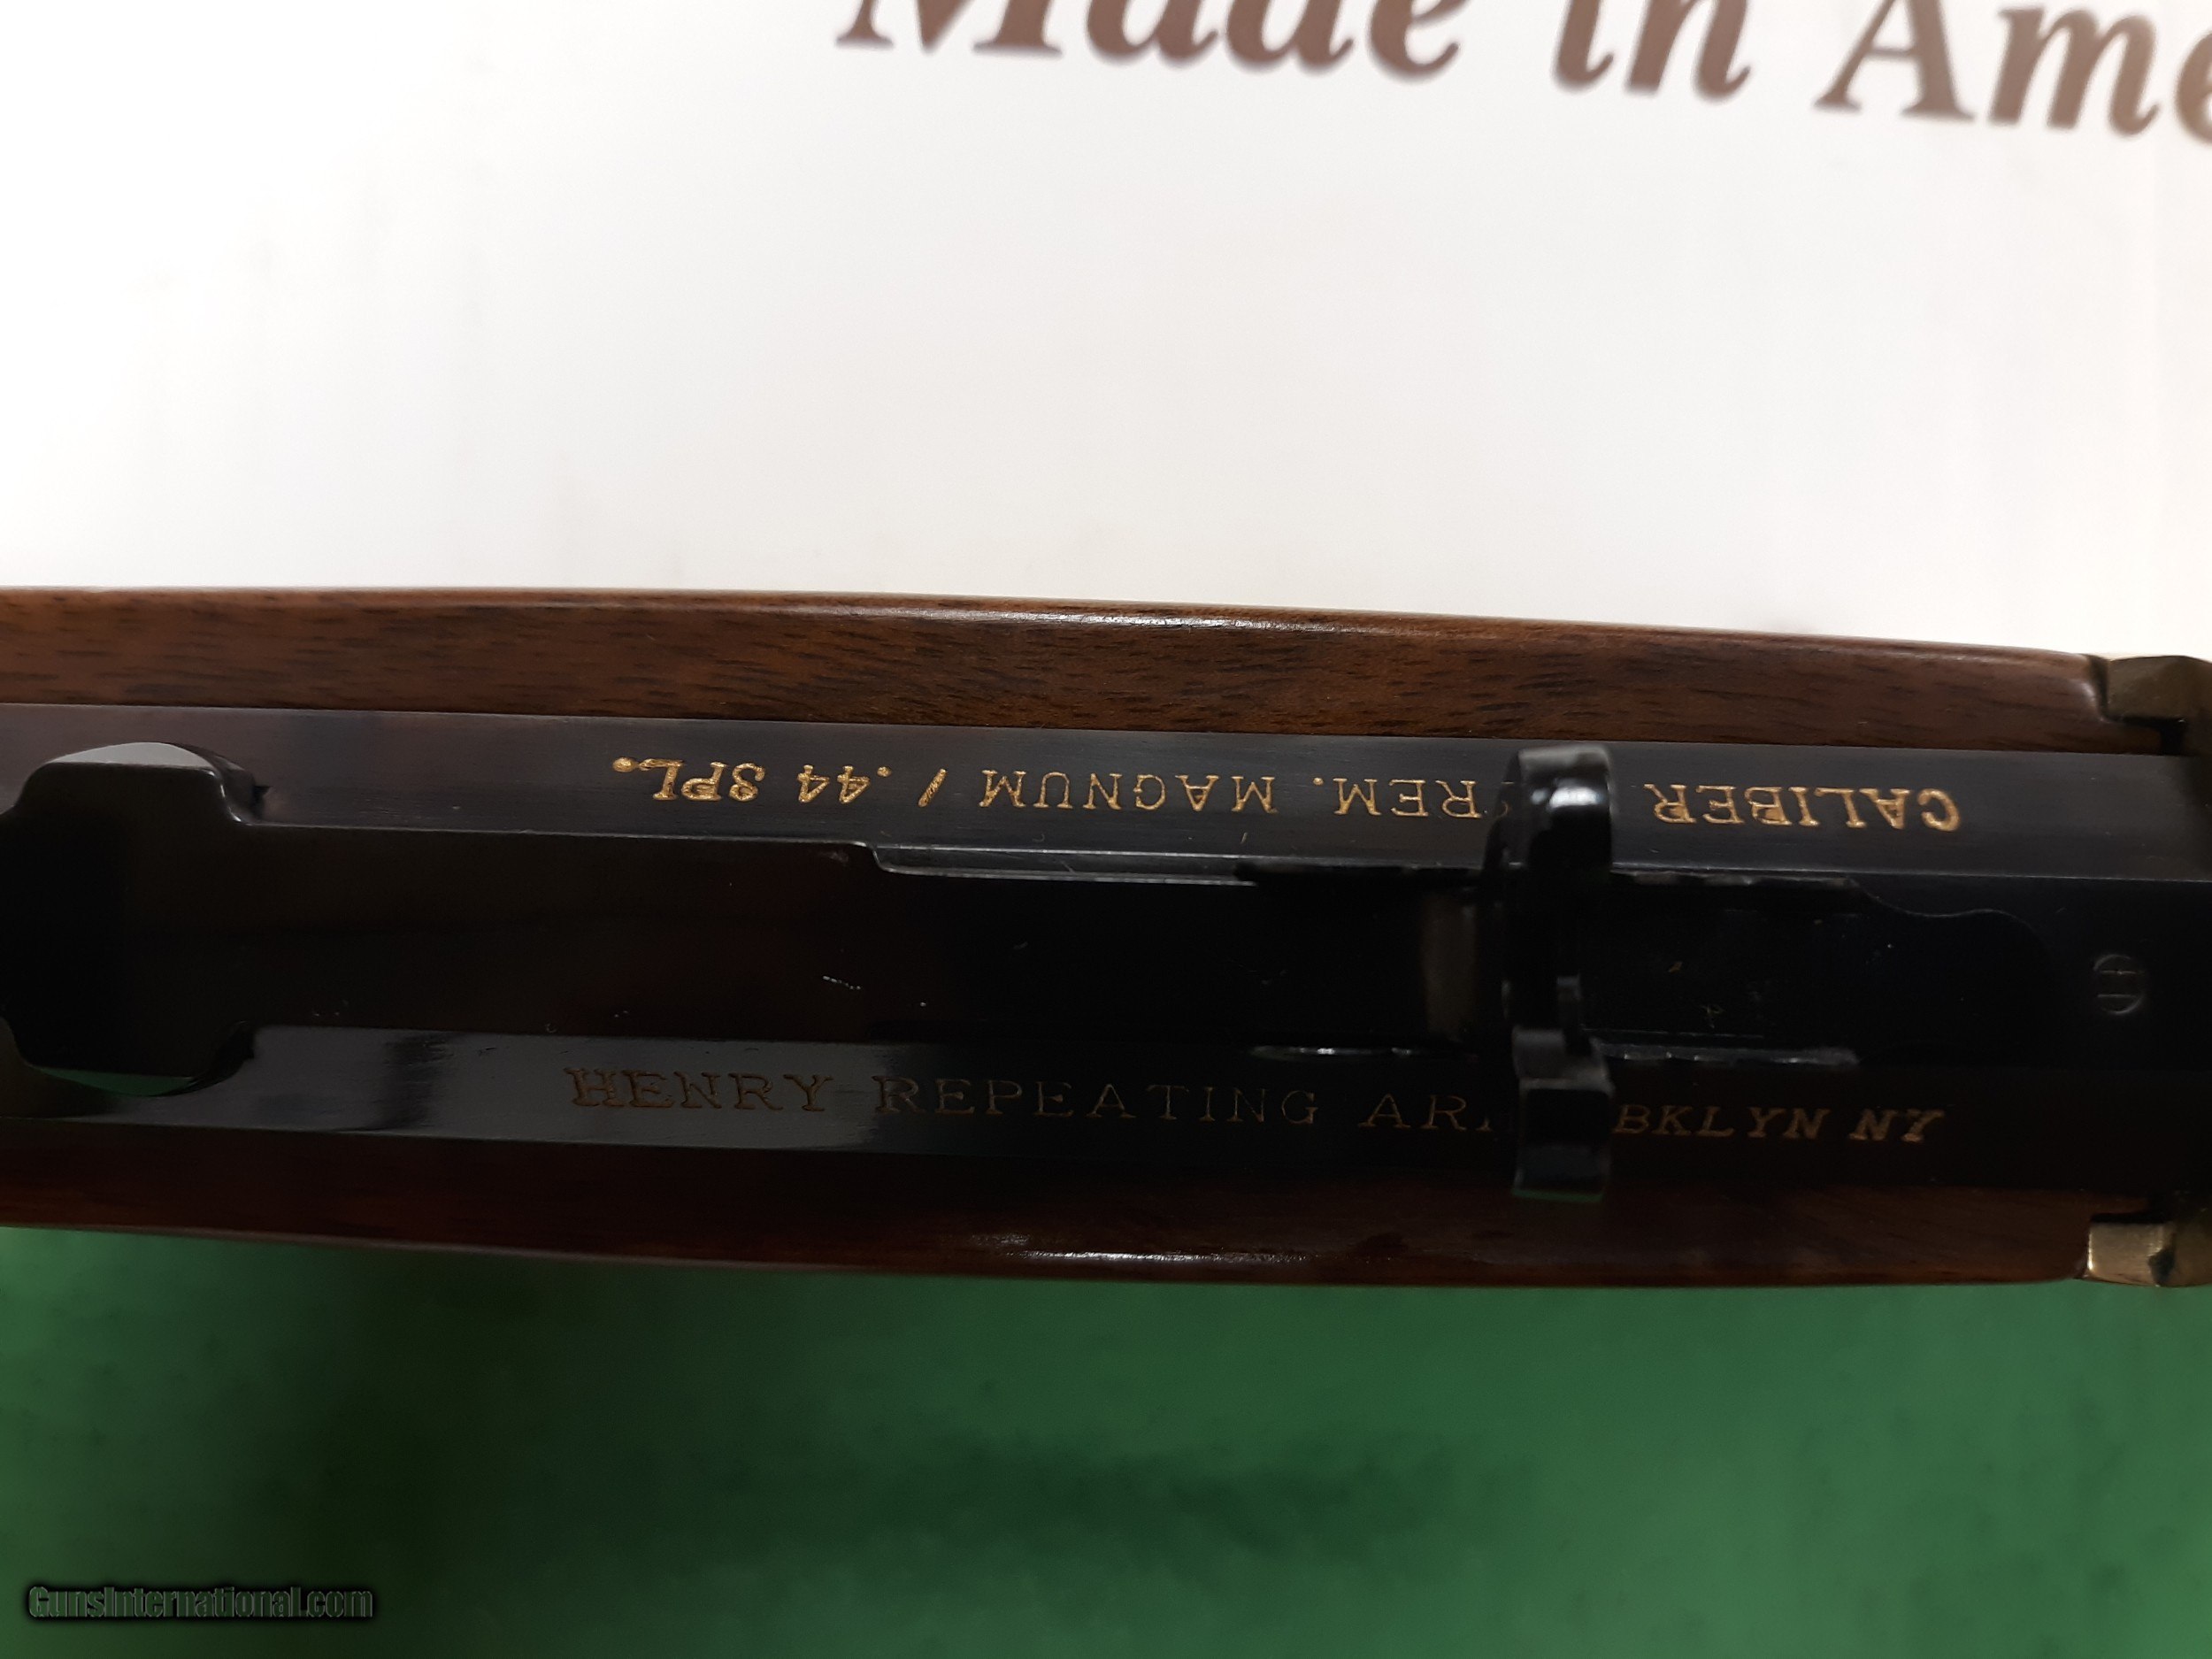 Made in Ame
CALIBER REM. MAGNUM / .44 SPL.
HENRY REPEATING AR BKLYN NY
H
GunsInternational.com